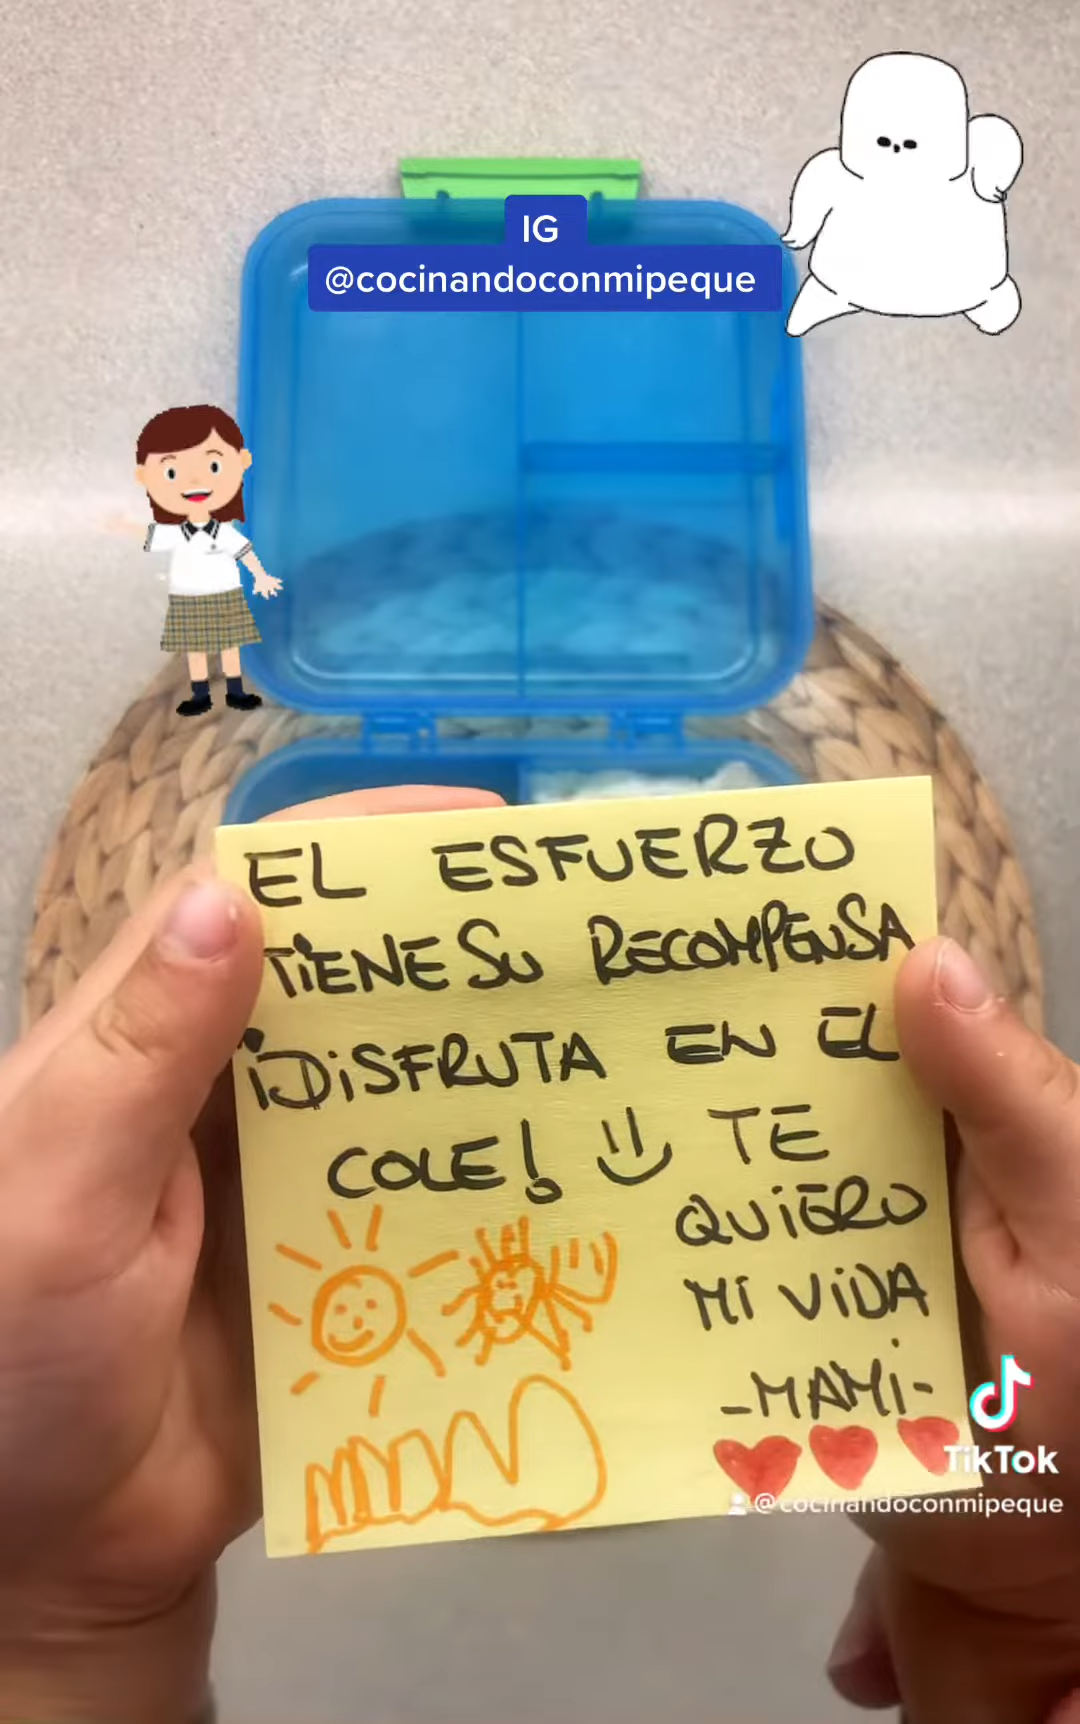 IG
@cocinandoconmipeque
EL ESFUERZO
TIENE SU RECOMPENSA
¡DISFRUTA EN EL
COLE! TE
QUIERO
MI VIDA
-MAMI-
TikTok
@cocinandoconmipeque